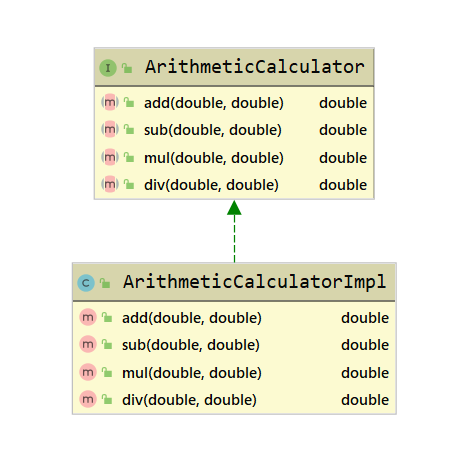 I ArithmeticCalculator
m add(double, double) double
m sub(double, double) double
m mul(double, double) double
m div(double, double) double
C ArithmeticCalculatorImpl
m add(double, double) double
m sub(double, double) double
m mul(double, double) double
m div(double, double) double